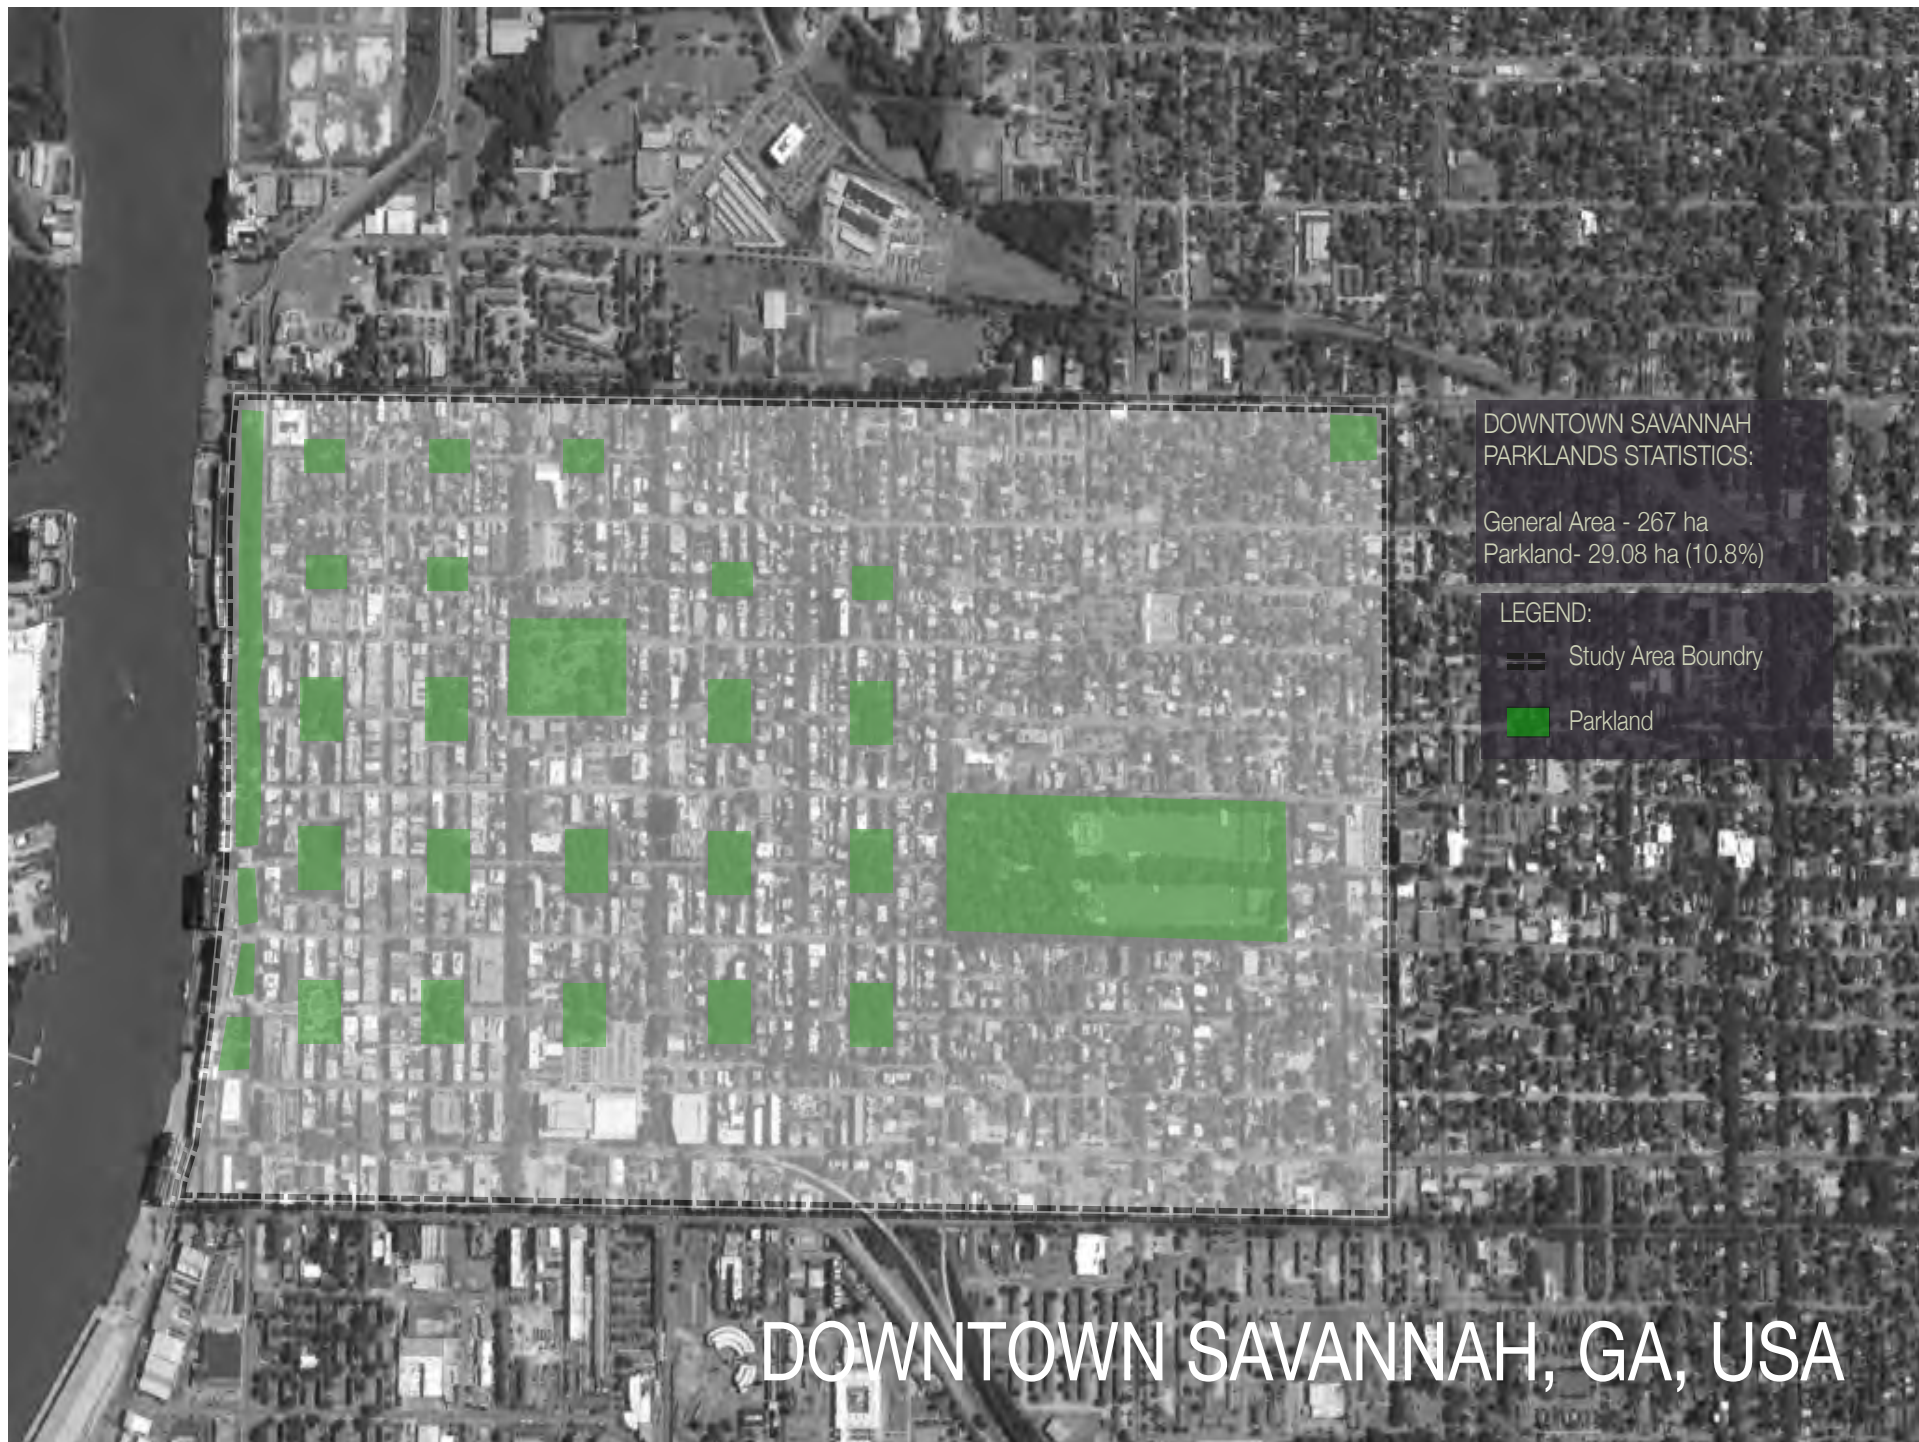 DOWNTOWN SAVANNAH
PARKLANDS STATISTICS:
General Area - 267 ha
Parkland- 29.08 ha (10.8%)
LEGEND:
Study Area Boundry
Parkland
DOWNTOWN SAVANNAH, GA, USA